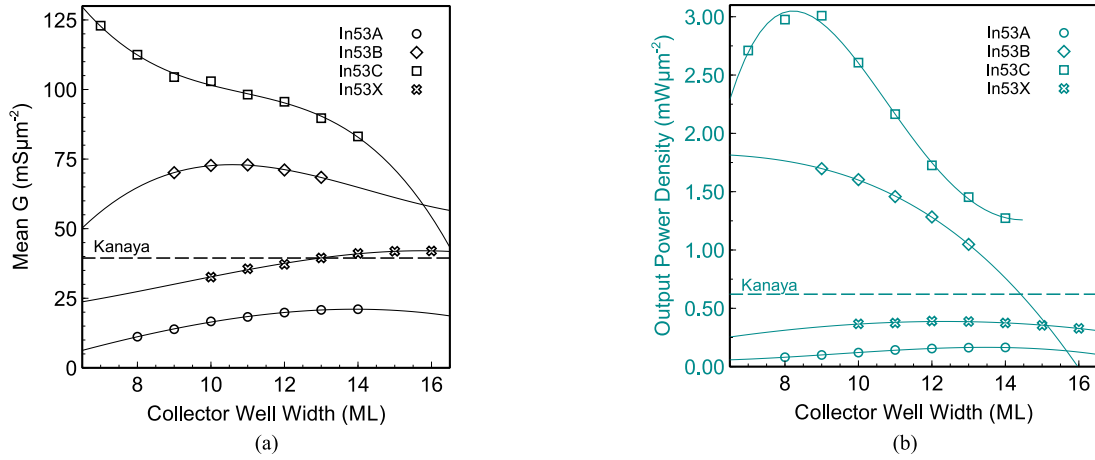 125
100
75
50
25
0
Mean G (mSμm⁻²)
In53A
In53B
In53C
In53X
Kanaya
8 10 12 14 16
Collector Well Width (ML)
(a)
3.00
2.50
2.00
1.50
1.00
0.50
0.00
Output Power Density (mWμm⁻²)
In53A
In53B
In53C
In53X
Kanaya
8 10 12 14 16
Collector Well Width (ML)
(b)